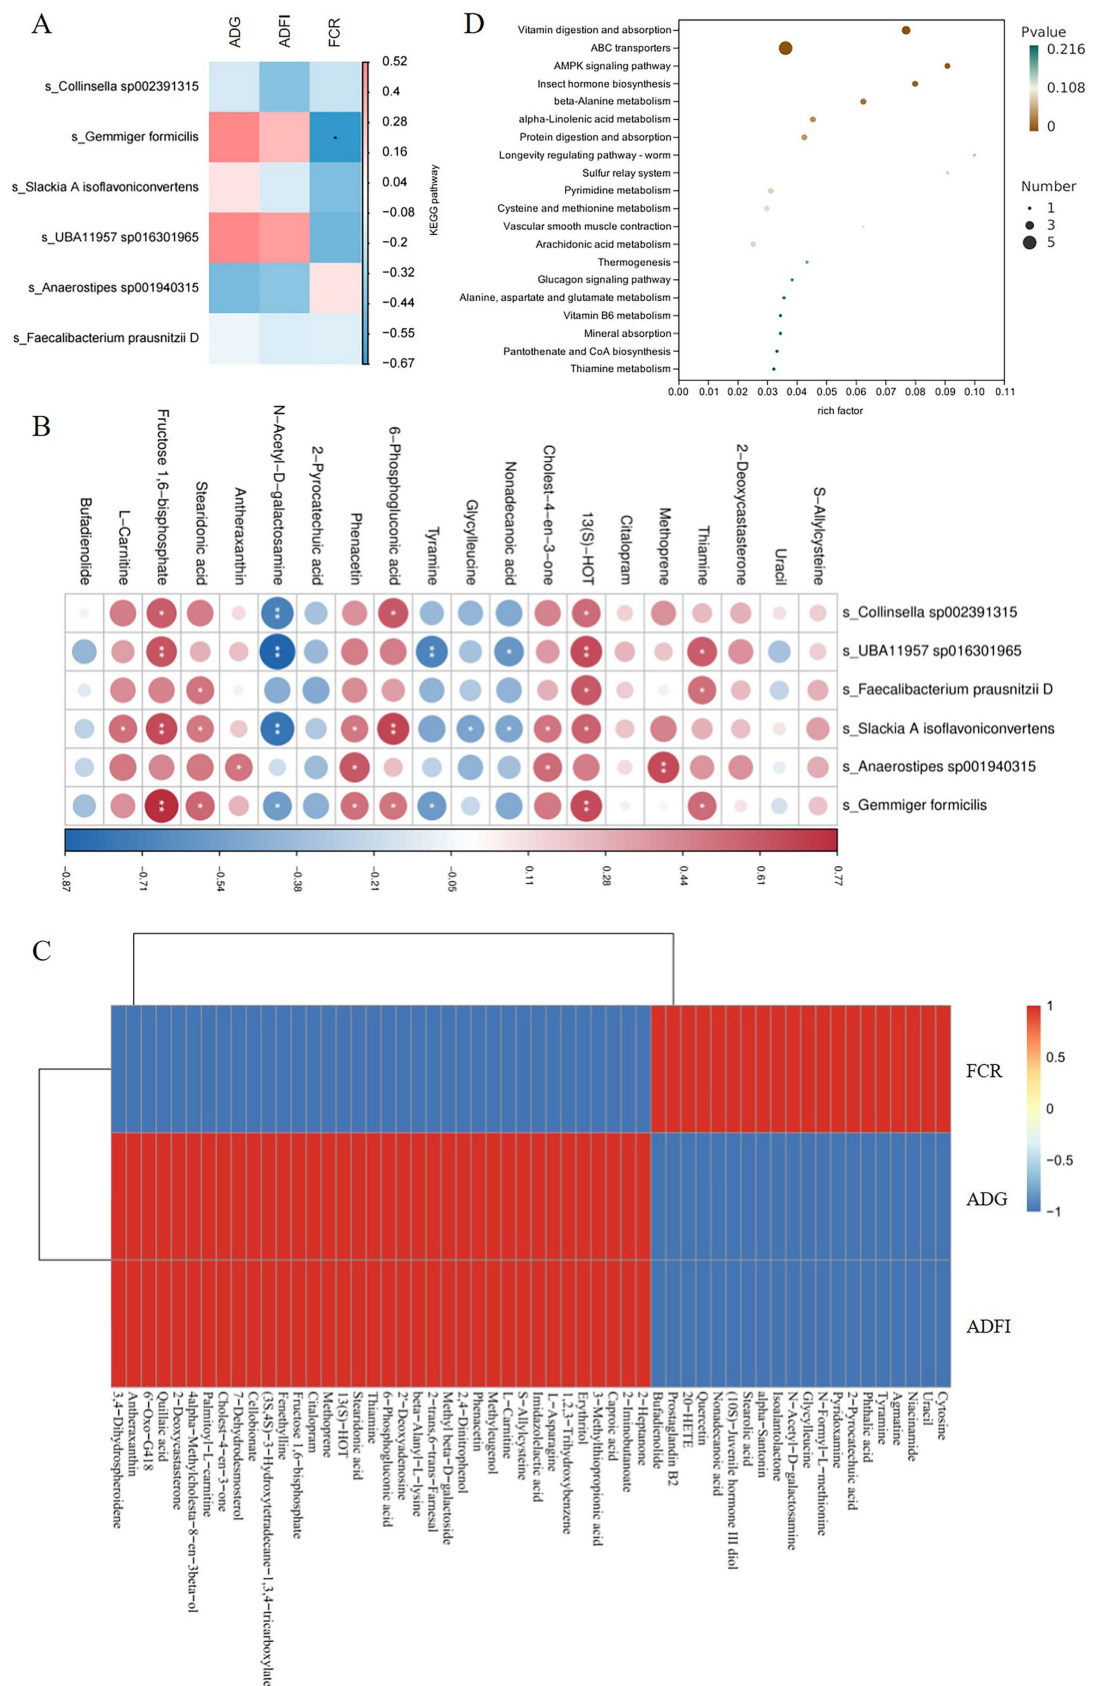 A
ADG
ADFI
FCR
s_Collinsella sp002391315
s_Gemmiger formicilis
s_Slackia A isoflavoniconvertens
s_UBA11957 sp016301965
s_Anaerostipes sp001940315
s_Faecalibacterium prausnitzii D
0.52
0.4
0.28
0.16
0.04
−0.08
−0.2
−0.32
−0.44
−0.55
−0.67
D
KEGG pathway
Vitamin digestion and absorption
ABC transporters
AMPK signaling pathway
Insect hormone biosynthesis
beta-Alanine metabolism
alpha-Linolenic acid metabolism
Protein digestion and absorption
Longevity regulating pathway - worm
Sulfur relay system
Pyrimidine metabolism
Cysteine and methionine metabolism
Vascular smooth muscle contraction
Arachidonic acid metabolism
Thermogenesis
Glucagon signaling pathway
Alanine, aspartate and glutamate metabolism
Vitamin B6 metabolism
Mineral absorption
Pantothenate and CoA biosynthesis
Thiamine metabolism
0.00 0.01 0.02 0.03 0.04 0.05 0.06 0.07 0.08 0.09 0.10 0.11
rich factor
Pvalue
0.216
0.108
0
Number
1
3
5
B
Bufadienolide
L−Carnitine
Fructose 1,6−bisphosphate
Stearidonic acid
Antheraxanthin
N−Acetyl−D−galactosamine
2−Pyrocatechuic acid
Phenacetin
6−Phosphogluconic acid
Tyramine
Glycylleucine
Nonadecanoic acid
Cholest−4−en−3−one
13(S)−HOT
Citalopram
Methoprene
Thiamine
2−Deoxycastasterone
Uracil
S−Allylcysteine
s_Collinsella sp002391315
s_UBA11957 sp016301965
s_Faecalibacterium prausnitzii D
s_Slackia A isoflavoniconvertens
s_Anaerostipes sp001940315
s_Gemmiger formicilis
−0.87
−0.71
−0.54
−0.38
−0.21
−0.05
0.11
0.28
0.44
0.61
0.77
C
FCR
ADG
ADFI
1
0.5
0
−0.5
−1
3,4−Dihydrospheroidene
Antheraxanthin
6'−Oxo−G418
Quillaic acid
2−Deoxycastasterone
4alpha−Methylcholesta−8−en−3beta−ol
Palmitoyl−L−carnitine
Cholest−4−en−3−one
7−Dehydrodesmosterol
Cellobionate
(3S,4S)−3−Hydroxytetradecane−1,3,4−tricarboxylate
Fenethylline
Fructose 1,6−bisphosphate
Citalopram
Methoprene
13(S)−HOT
Stearidonic acid
Thiamine
6−Phosphogluconic acid
2'−Deoxyadenosine
beta−Alanyl−L−lysine
2−trans,6−trans−Farnesal
Methyl beta−D−galactoside
2,4−Dinitrophenol
Phenacetin
Methyleugenol
L−Carnitine
S−Allylcysteine
Imidazolelactic acid
L−Asparagine
1,2,3−Trihydroxybenzene
Erythritol
3−Methylthiopropionic acid
Caproic acid
2−Iminobutanoate
2−Heptanone
Bufadienolide
Prostaglandin B2
20−HETE
Quercetin
Nonadecanoic acid
(10S)−Juvenile hormone III diol
Stearolic acid
alpha−Santonin
Isoalantolactone
N−Acetyl−D−galactosamine
Glycylleucine
N−Formyl−L−methionine
Pyridoxamine
2−Pyrocatechuic acid
Phthalic acid
Tyramine
Agmatine
Niacinamide
Uracil
Cytosine